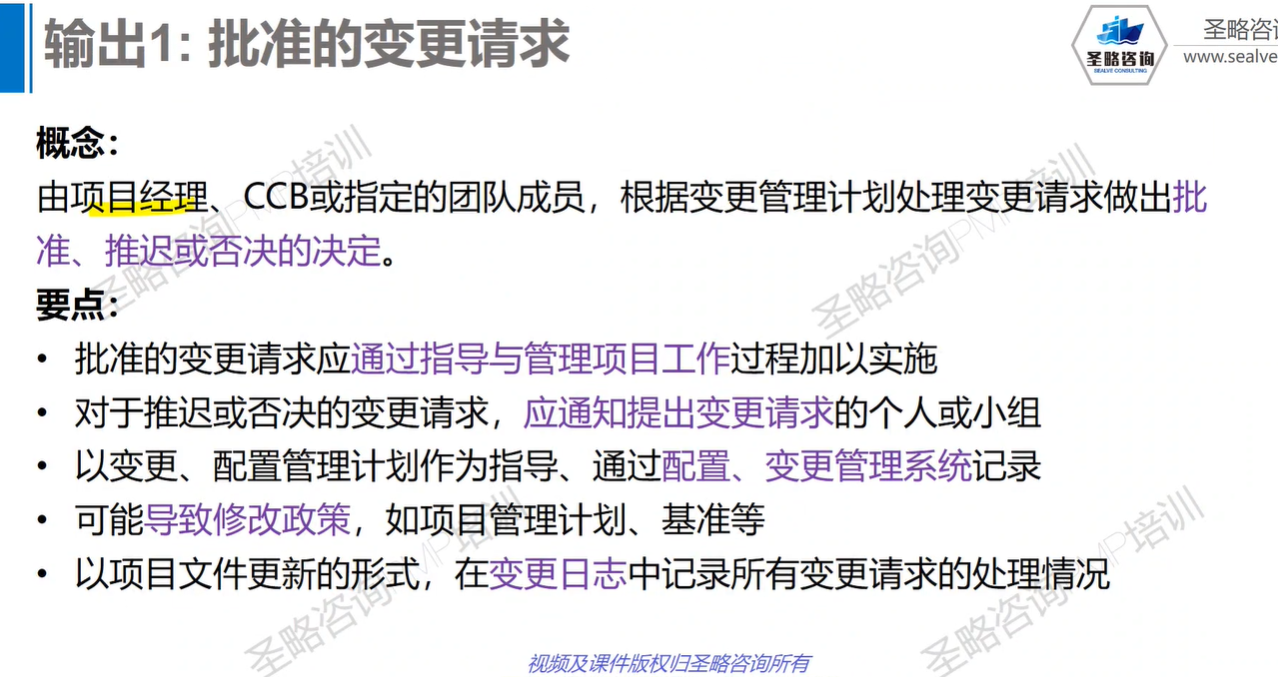 输出1: 批准的变更请求
圣略咨询
SEALVE CONSULTING
圣略咨
www.sealve
概念：
由项目经理、CCB或指定的团队成员，根据变更管理计划处理变更请求做出批
准、推迟或否决的决定。
要点：
• 批准的变更请求应通过指导与管理项目工作过程加以实施
• 对于推迟或否决的变更请求，应通知提出变更请求的个人或小组
• 以变更、配置管理计划作为指导、通过配置、变更管理系统记录
• 可能导致修改政策，如项目管理计划、基准等
• 以项目文件更新的形式，在变更日志中记录所有变更请求的处理情况
圣略咨询PMP培训
圣略咨询PMP培训
圣略咨询PMP培训
圣略咨询PMP培训
视频及课件版权归圣略咨询所有